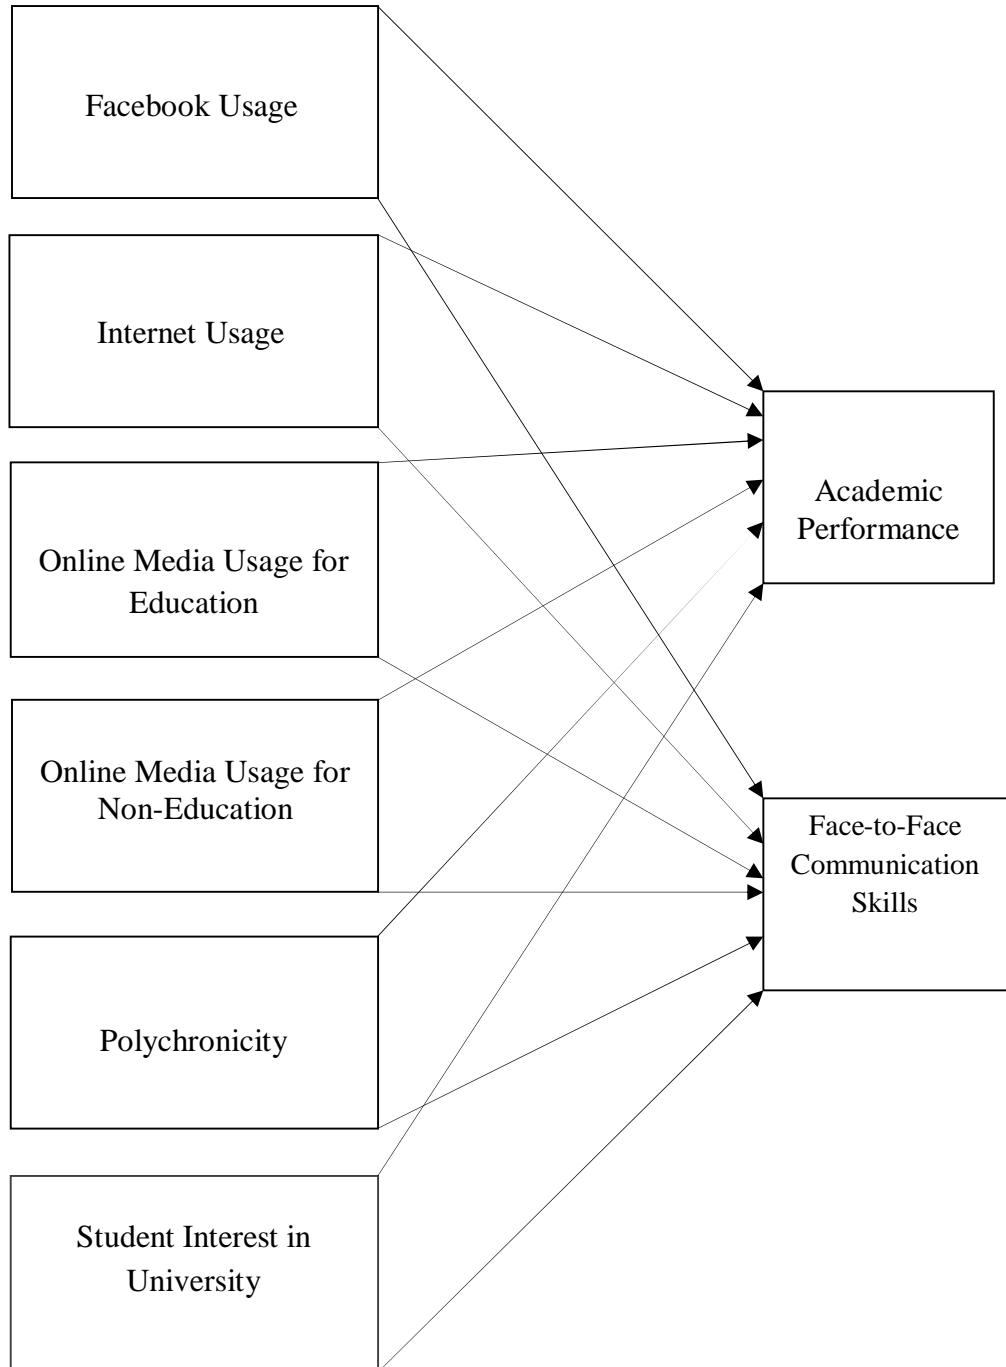 Facebook Usage
Internet Usage
Online Media Usage for
Education
Online Media Usage for
Non-Education
Polychronicity
Student Interest in
University
Academic
Performance
Face-to-Face
Communication
Skills